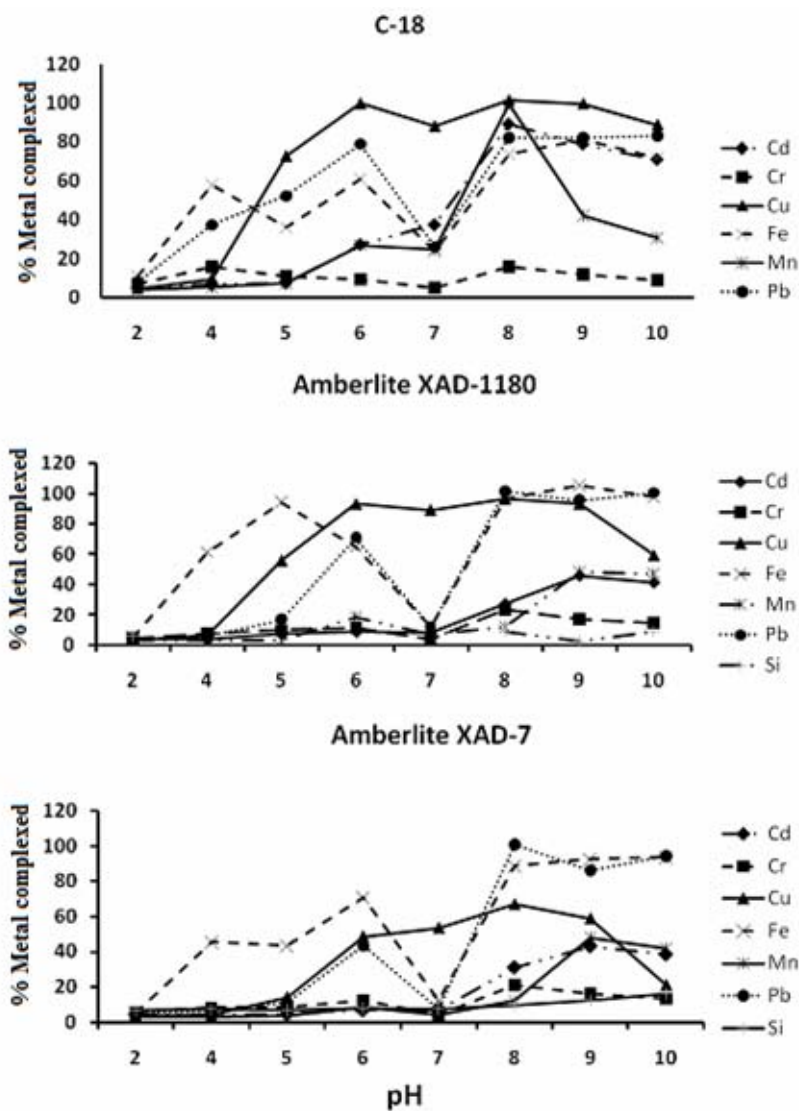 C-18
% Metal complexed
120
100
80
60
40
20
0
2 4 5 6 7 8 9 10
Cd
Cr
Cu
Fe
Mn
Pb
Amberlite XAD-1180
% Metal complexed
120
100
80
60
40
20
0
2 4 5 6 7 8 9 10
Cd
Cr
Cu
Fe
Mn
Pb
Si
Amberlite XAD-7
% Metal complexed
120
100
80
60
40
20
0
2 4 5 6 7 8 9 10
Cd
Cr
Cu
Fe
Mn
Pb
Si
pH